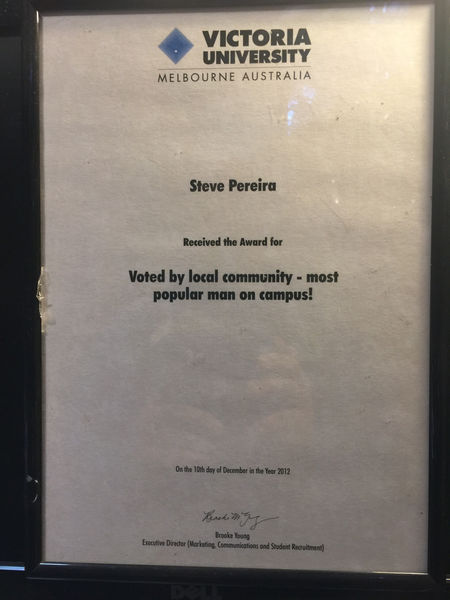 VICTORIA
UNIVERSITY
MELBOURNE AUSTRALIA
Steve Pereira
Received the Award for
Voted by local community - most
popular man on campus!
On the 10th day of December in the Year 2012
Brooke Young
Executive Director (Marketing, Communications and Student Recruitment)
DELL